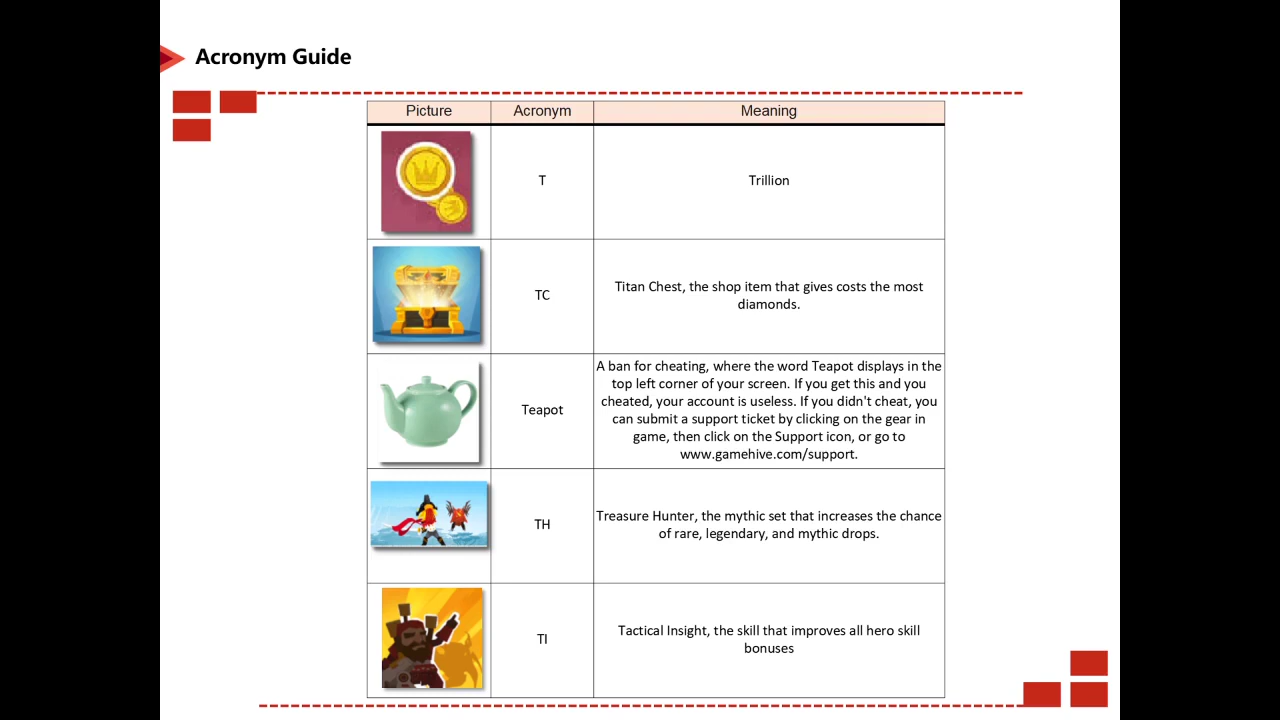 Acronym Guide
Picture Acronym Meaning
T Trillion
TC Titan Chest, the shop item that gives costs the most
diamonds.
Teapot
A ban for cheating, where the word Teapot displays in the
top left corner of your screen. If you get this and you
cheated, your account is useless. If you didn't cheat, you
can submit a support ticket by clicking on the gear in
game, then click on the Support icon, or go to
www.gamehive.com/support.
TH
Treasure Hunter, the mythic set that increases the chance
of rare, legendary, and mythic drops.
TI
Tactical Insight, the skill that improves all hero skill
bonuses